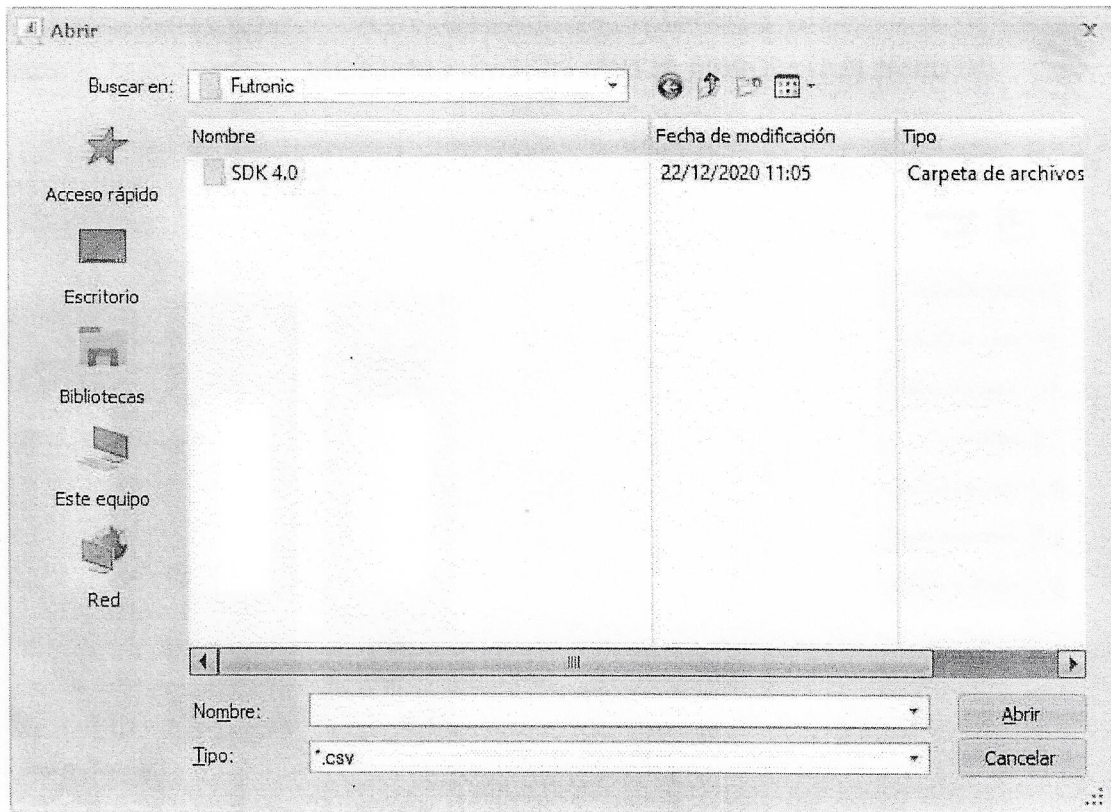 Abrir
Buscar en: Futronic
Nombre Fecha de modificación Tipo
SDK 4.0 22/12/2020 11:05 Carpeta de archivos
Acceso rápido
Escritorio
Bibliotecas
Este equipo
Red
Nombre: Abrir
Tipo: *.csv Cancelar